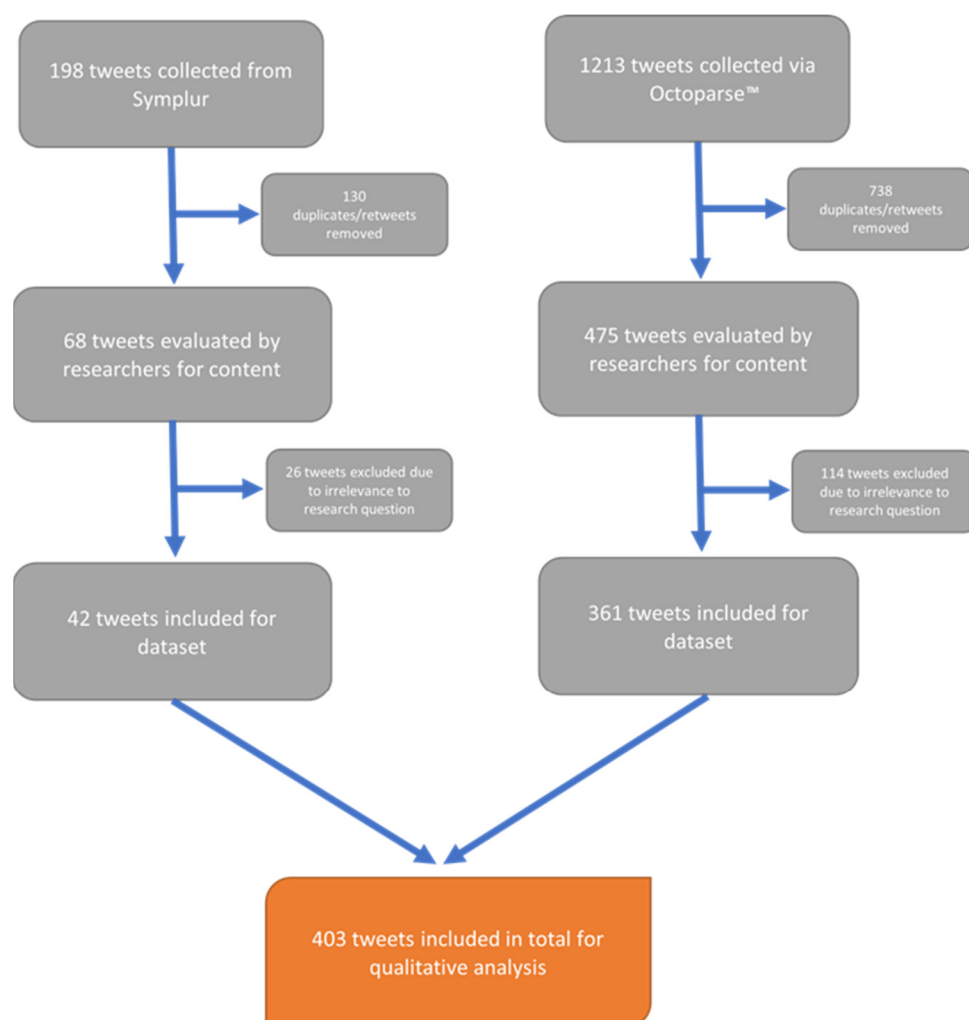 198 tweets collected from
Symplur
1213 tweets collected via
Octoparse™
130
duplicates/retweets
removed
738
duplicates/retweets
removed
68 tweets evaluated by
researchers for content
475 tweets evaluated by
researchers for content
26 tweets excluded due
to irrelevance to
research question
114 tweets excluded
due to irrelevance to
research question
42 tweets included for
dataset
361 tweets included for
dataset
403 tweets included in total for
qualitative analysis